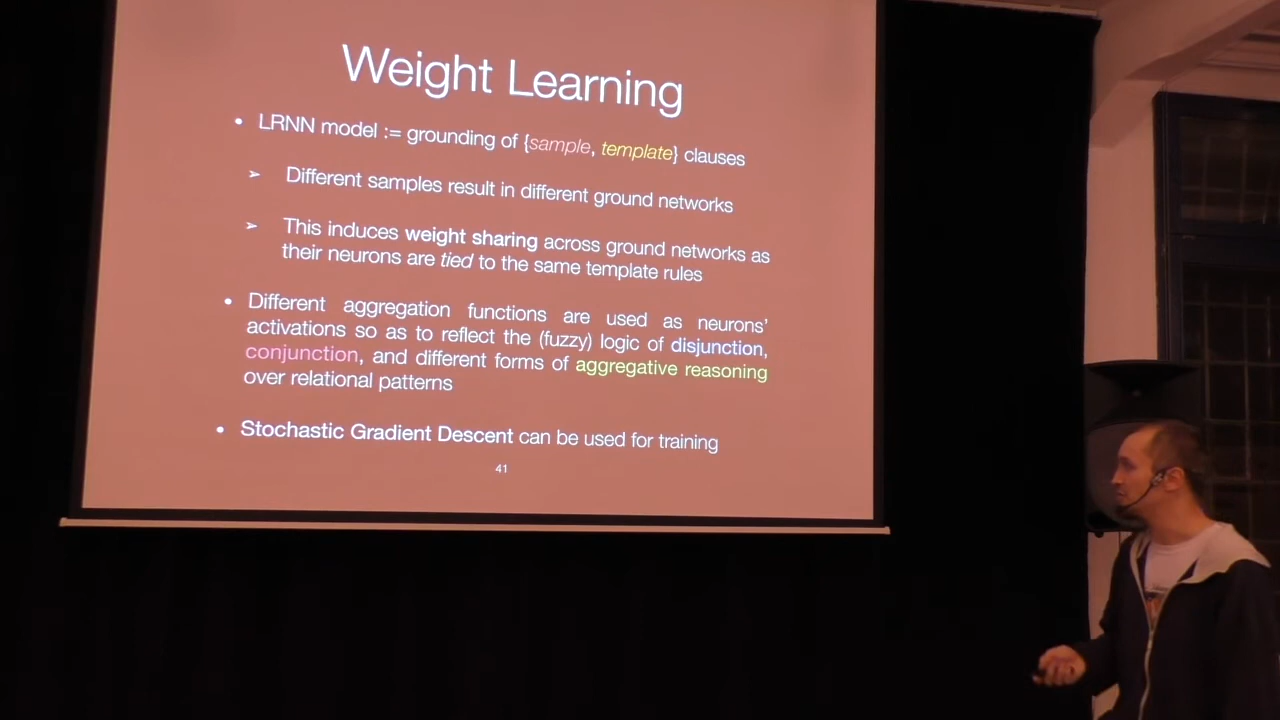 Weight Learning
• LRNN model := grounding of {sample, template} clauses
➢ Different samples result in different ground networks
➢ This induces weight sharing across ground networks as
their neurons are tied to the same template rules
• Different aggregation functions are used as neurons'
activations so as to reflect the (fuzzy) logic of disjunction,
conjunction, and different forms of aggregative reasoning
over relational patterns
• Stochastic Gradient Descent can be used for training
41